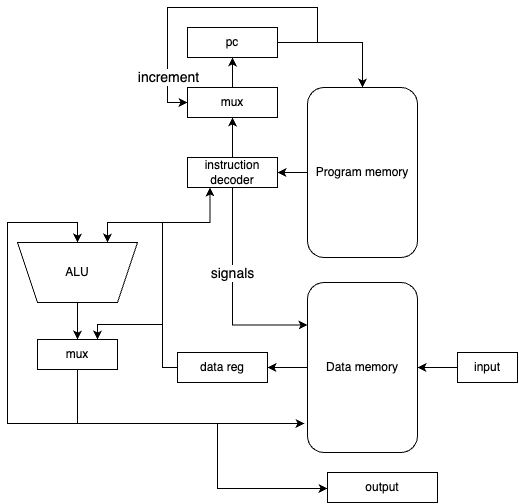 pc
increment
mux
instruction
decoder
Program memory
ALU
signals
mux
data reg
Data memory
input
output